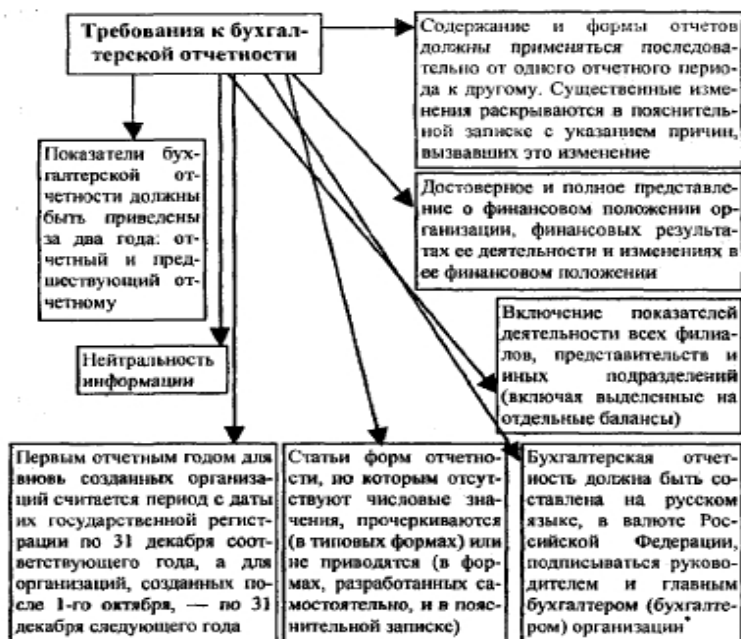 Требования к бухгал-
терской отчетности
Содержание и формы отчетов
должны применяться последова-
тельно от одного отчетного перио-
да к другому. Существенные изме-
нения раскрываются в пояснитель-
ной записке с указанием причин,
вызвавших это изменение
Показатели бух-
галтерской от-
четности должны
быть приведены
за два года: от-
четный и пред-
шествующий от-
четному
Достоверное и полное представле-
ние о финансовом положении ор-
ганизации, финансовых результа-
тах ее деятельности и изменениях в
ее финансовом положении
Включение показателей
деятельности всех филиа-
лов, представительств и
иных подразделений
(включая выделенные на
отдельные балансы)
Нейтральность
информации
Первым отчетным годом для
вновь созданных организа-
ций считается период с даты
их государственной регист-
рации по 31 декабря соот-
ветствующего года, а для
организаций, созданных по-
сле 1-го октября, — по 31
декабря следующего года
Статьи форм отчетно-
сти, по которым отсут-
ствуют числовые зна-
чения, прочеркиваются
(в типовых формах) или
не приводятся (в фор-
мах, разработанных са-
мостоятельно, и в пояс-
нительной записке)
Бухгалтерская отчет-
ность должна быть со-
ставлена на русском
языке, в валюте Рос-
сийской Федерации,
подписываться руково-
дителем и главным
бухгалтером (бухгалте-
ром) организации*